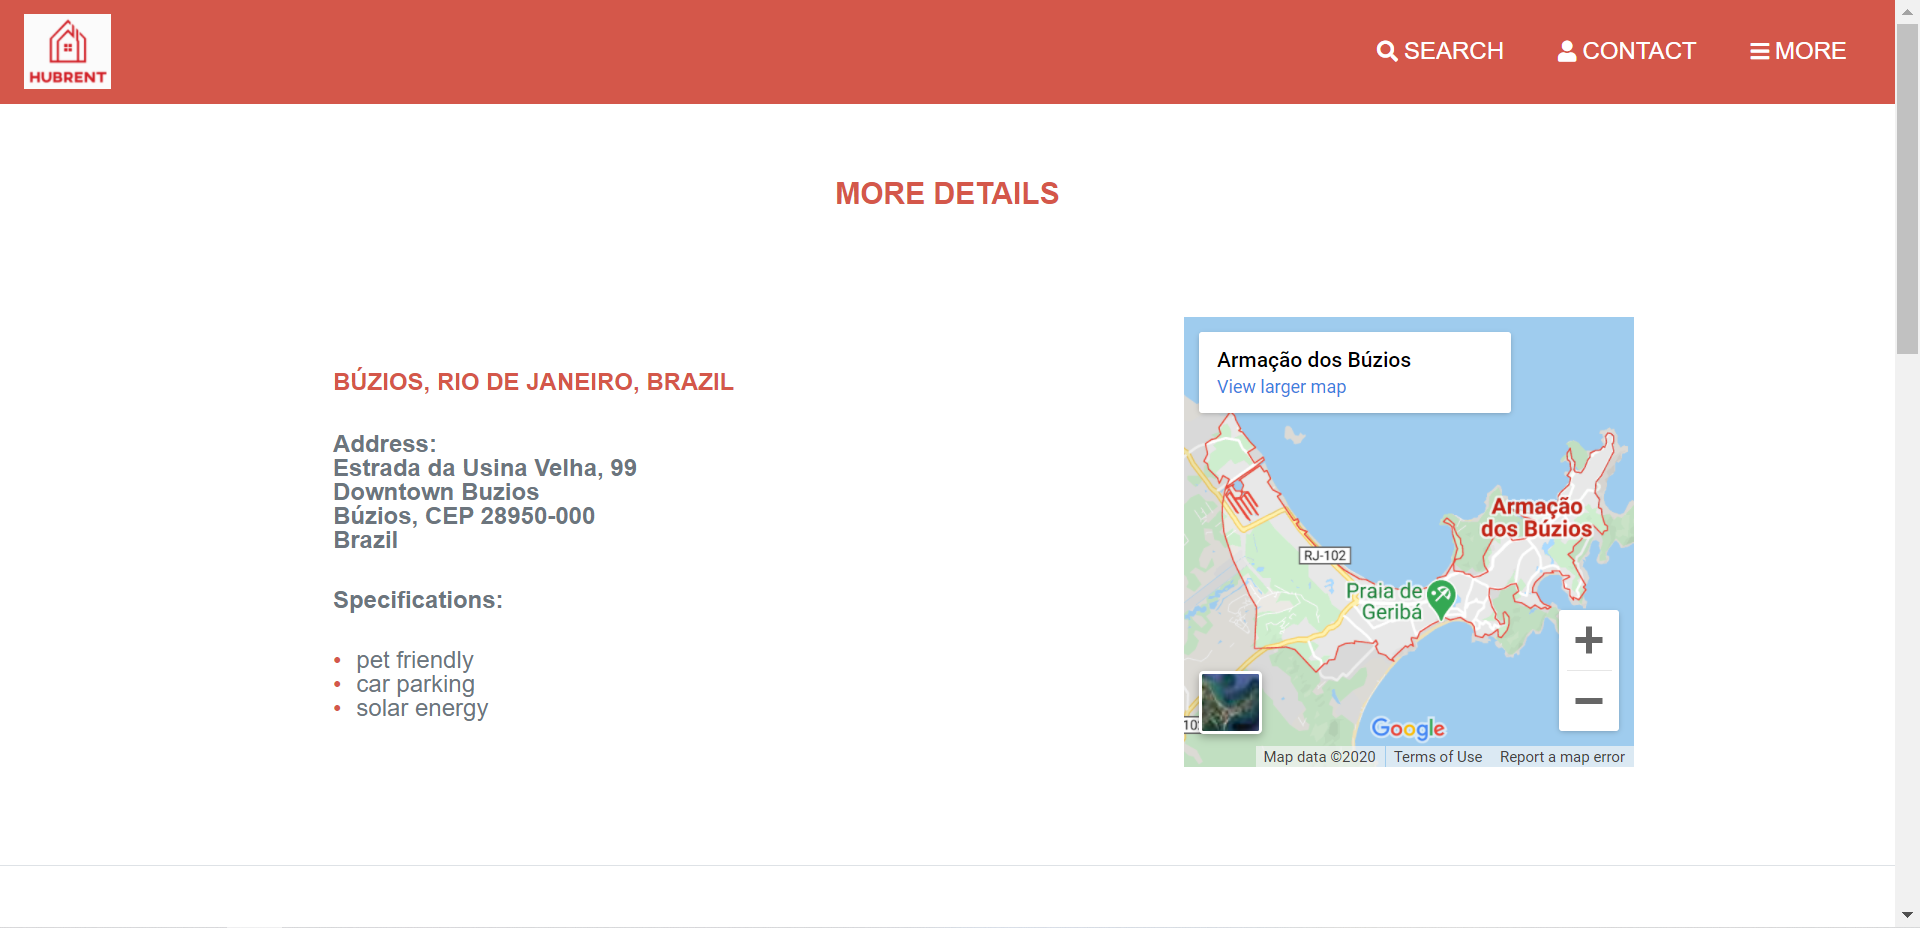 HUBRENT
SEARCH
CONTACT
MORE
MORE DETAILS
BÚZIOS, RIO DE JANEIRO, BRAZIL
Address:
Estrada da Usina Velha, 99
Downtown Buzios
Búzios, CEP 28950-000
Brazil
Specifications:
• pet friendly
• car parking
• solar energy
Armação dos Búzios
View larger map
Armação
dos Búzios
RJ-102
Praia de
Geribá
Google
Map data ©2020
Terms of Use
Report a map error